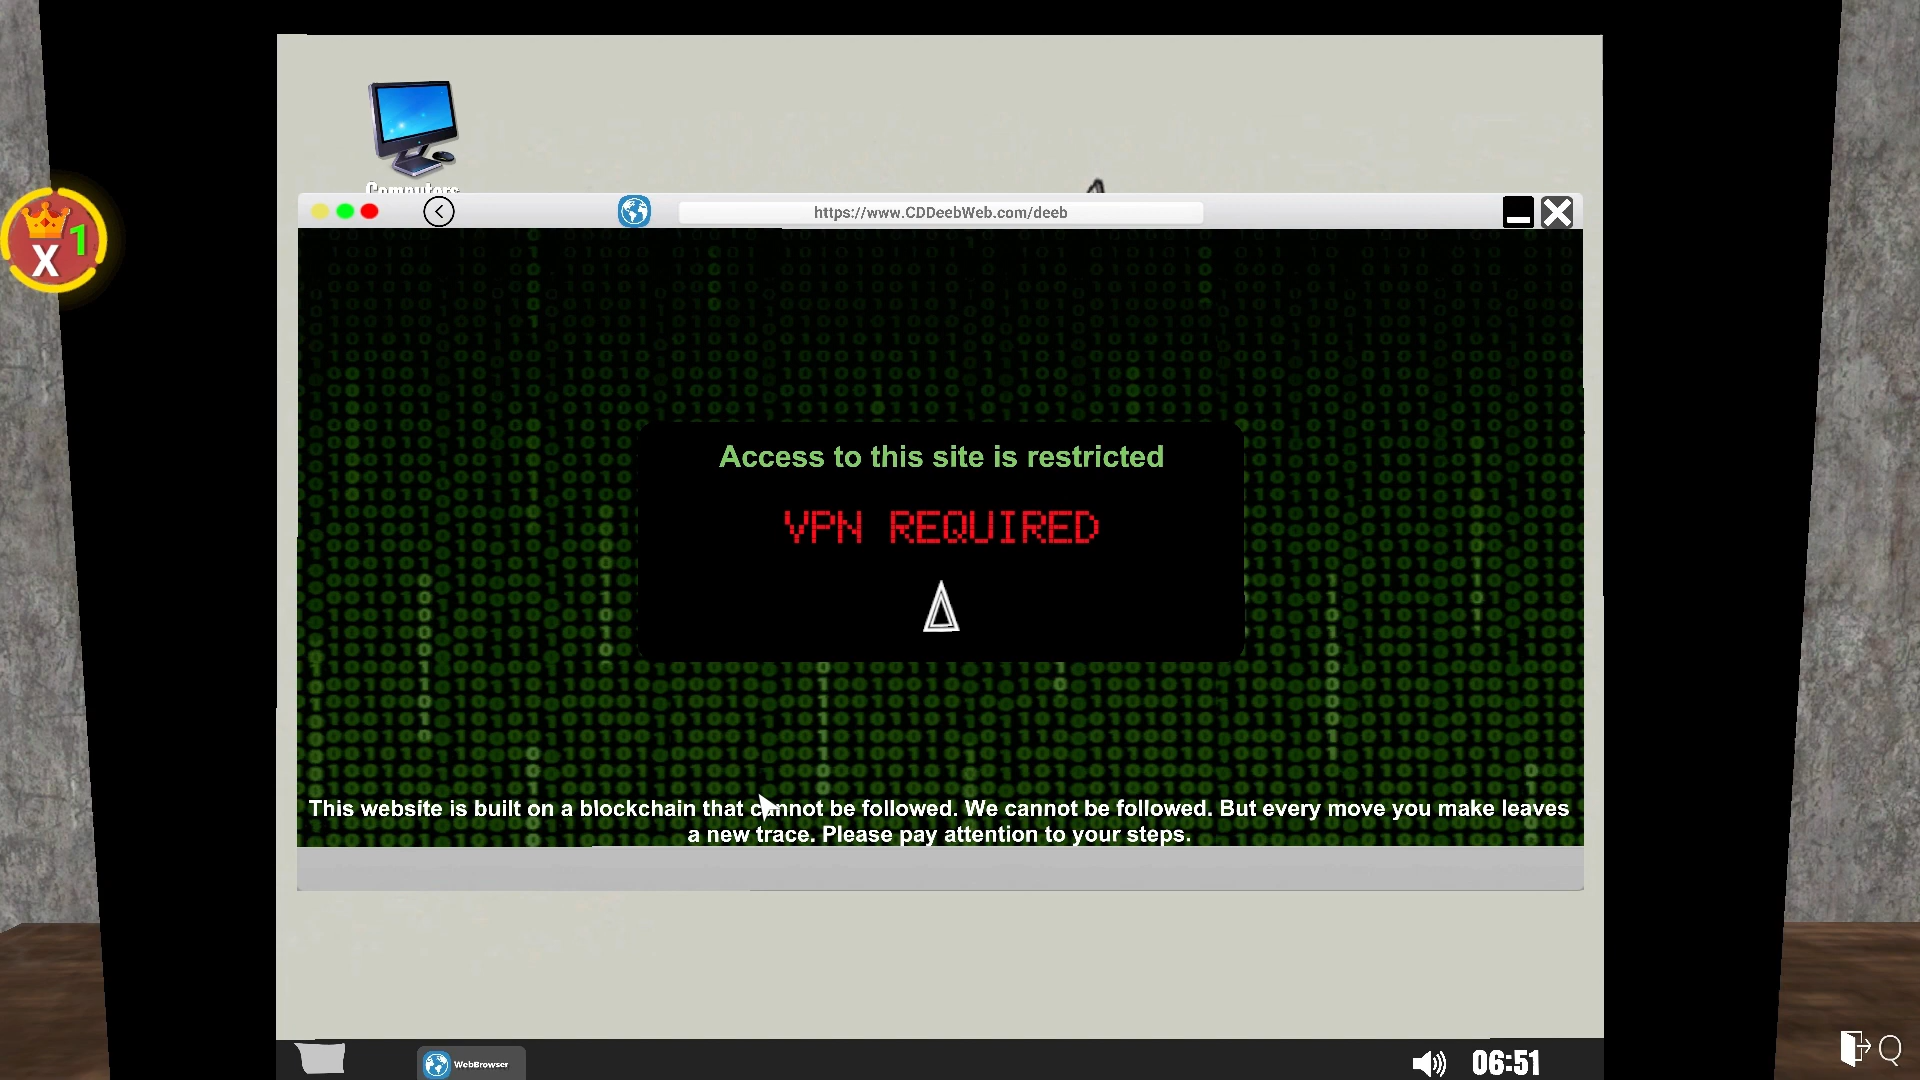 Computers
X 1
https://www.CDDeebWeb.com/deeb
Access to this site is restricted
VPN REQUIRED
This website is built on a blockchain that cannot be followed. We cannot be followed. But every move you make leaves
a new trace. Please pay attention to your steps.
WebBrowser
06:51
Q